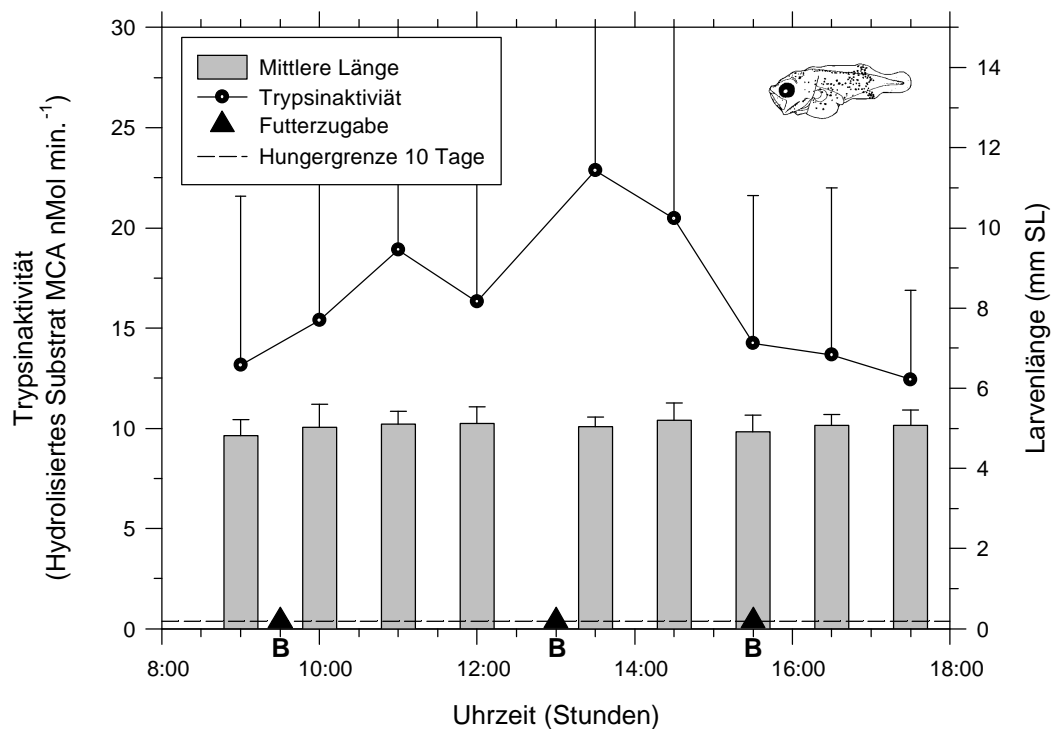 30
25
20
15
10
5
0
Trypsinaktivität
(Hydrolisiertes Substrat MCA nMol min.⁻¹)
Mittlere Länge
Trypsinaktiviät
Futterzugabe
Hungergrenze 10 Tage
14
12
10
8
6
4
2
0
Larvenlänge (mm SL)
B
B
B
8:00
10:00
12:00
14:00
16:00
18:00
Uhrzeit (Stunden)